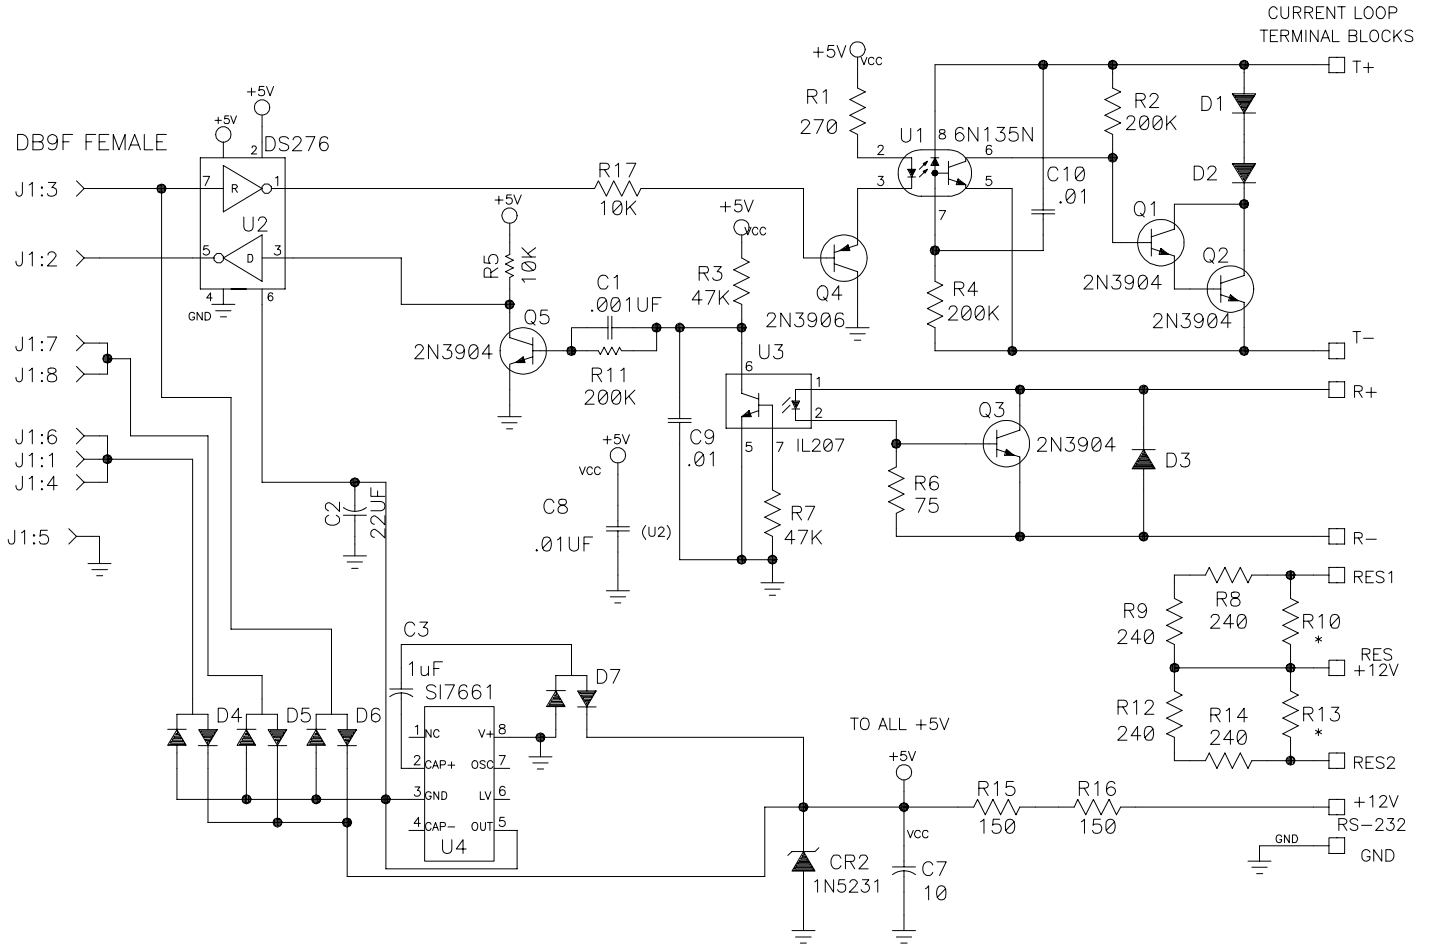 CURRENT LOOP
TERMINAL BLOCKS
+5V
VCC
T+
R1
270
D1
R2
200K
+5V
+5V
U1
8
6N135N
DB9F FEMALE
2
DS276
2
6
J1:3
7
R
1
R17
10K
3
5
C10
.01
D2
7
+5V
+5V
VCC
Q1
U2
J1:2
5
D
3
R5
10K
R3
47K
Q4
2N3906
R4
200K
2N3904
Q2
2N3904
4
6
GND
C1
.001UF
Q5
2N3904
J1:7
J1:8
R11
200K
U3
6
1
2
T-
R+
Q3
2N3904
D3
J1:6
J1:1
J1:4
5
7
IL207
C9
.01
+5V
VCC
R6
75
C2
22UF
C8
.01UF
(U2)
R7
47K
J1:5
R-
RES1
R8
240
R9
240
R10
*
RES
+12V
C3
1uF
SI7661
D7
R12
240
R14
240
R13
*
D4
D5
D6
1
NC
V+
8
2
CAP+
OSC
7
3
GND
LV
6
4
CAP-
OUT
5
U4
TO ALL +5V
+5V
RES2
R15
150
R16
150
+12V
RS-232
VCC
GND
GND
CR2
1N5231
C7
10